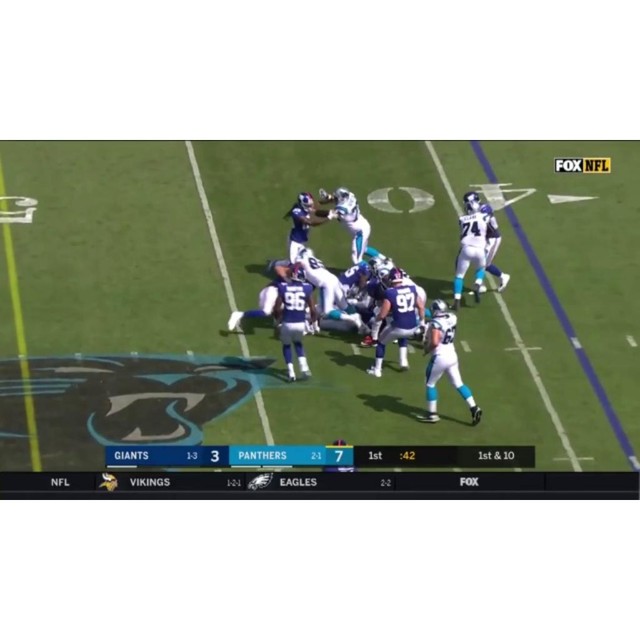 FOX NFL
40
74
96
97
GIANTS 1-3 3 PANTHERS 2-1 7 1st :42 1st & 10
NFL VIKINGS 1-2-1 EAGLES 2-2 FOX